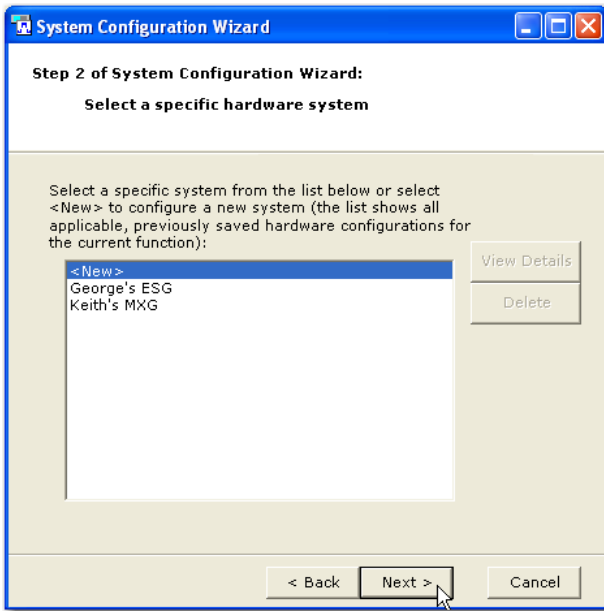 System Configuration Wizard
Step 2 of System Configuration Wizard:
Select a specific hardware system
Select a specific system from the list below or select
<New> to configure a new system (the list shows all
applicable, previously saved hardware configurations for
the current function):
<New>
George's ESG
Keith's MXG
View Details
Delete
< Back
Next >
Cancel